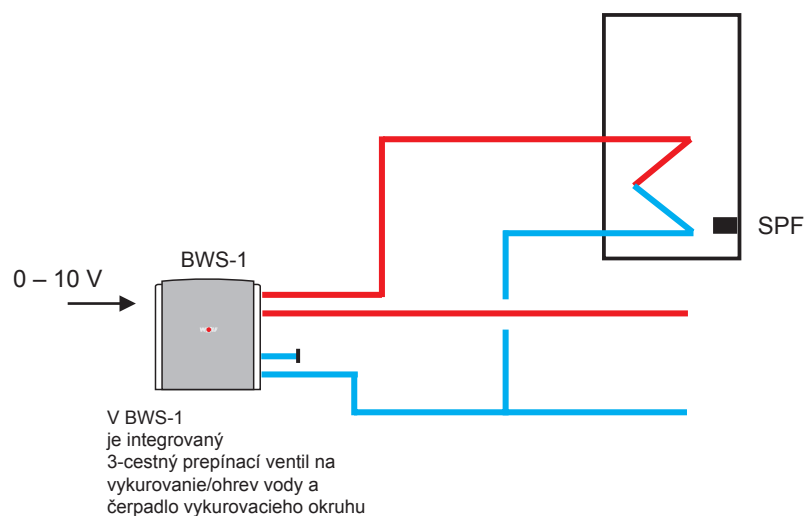 SPF
BWS-1
0 – 10 V
V BWS-1
je integrovaný
3-cestný prepínací ventil na
vykurovanie/ohrev vody a
čerpadlo vykurovacieho okruhu